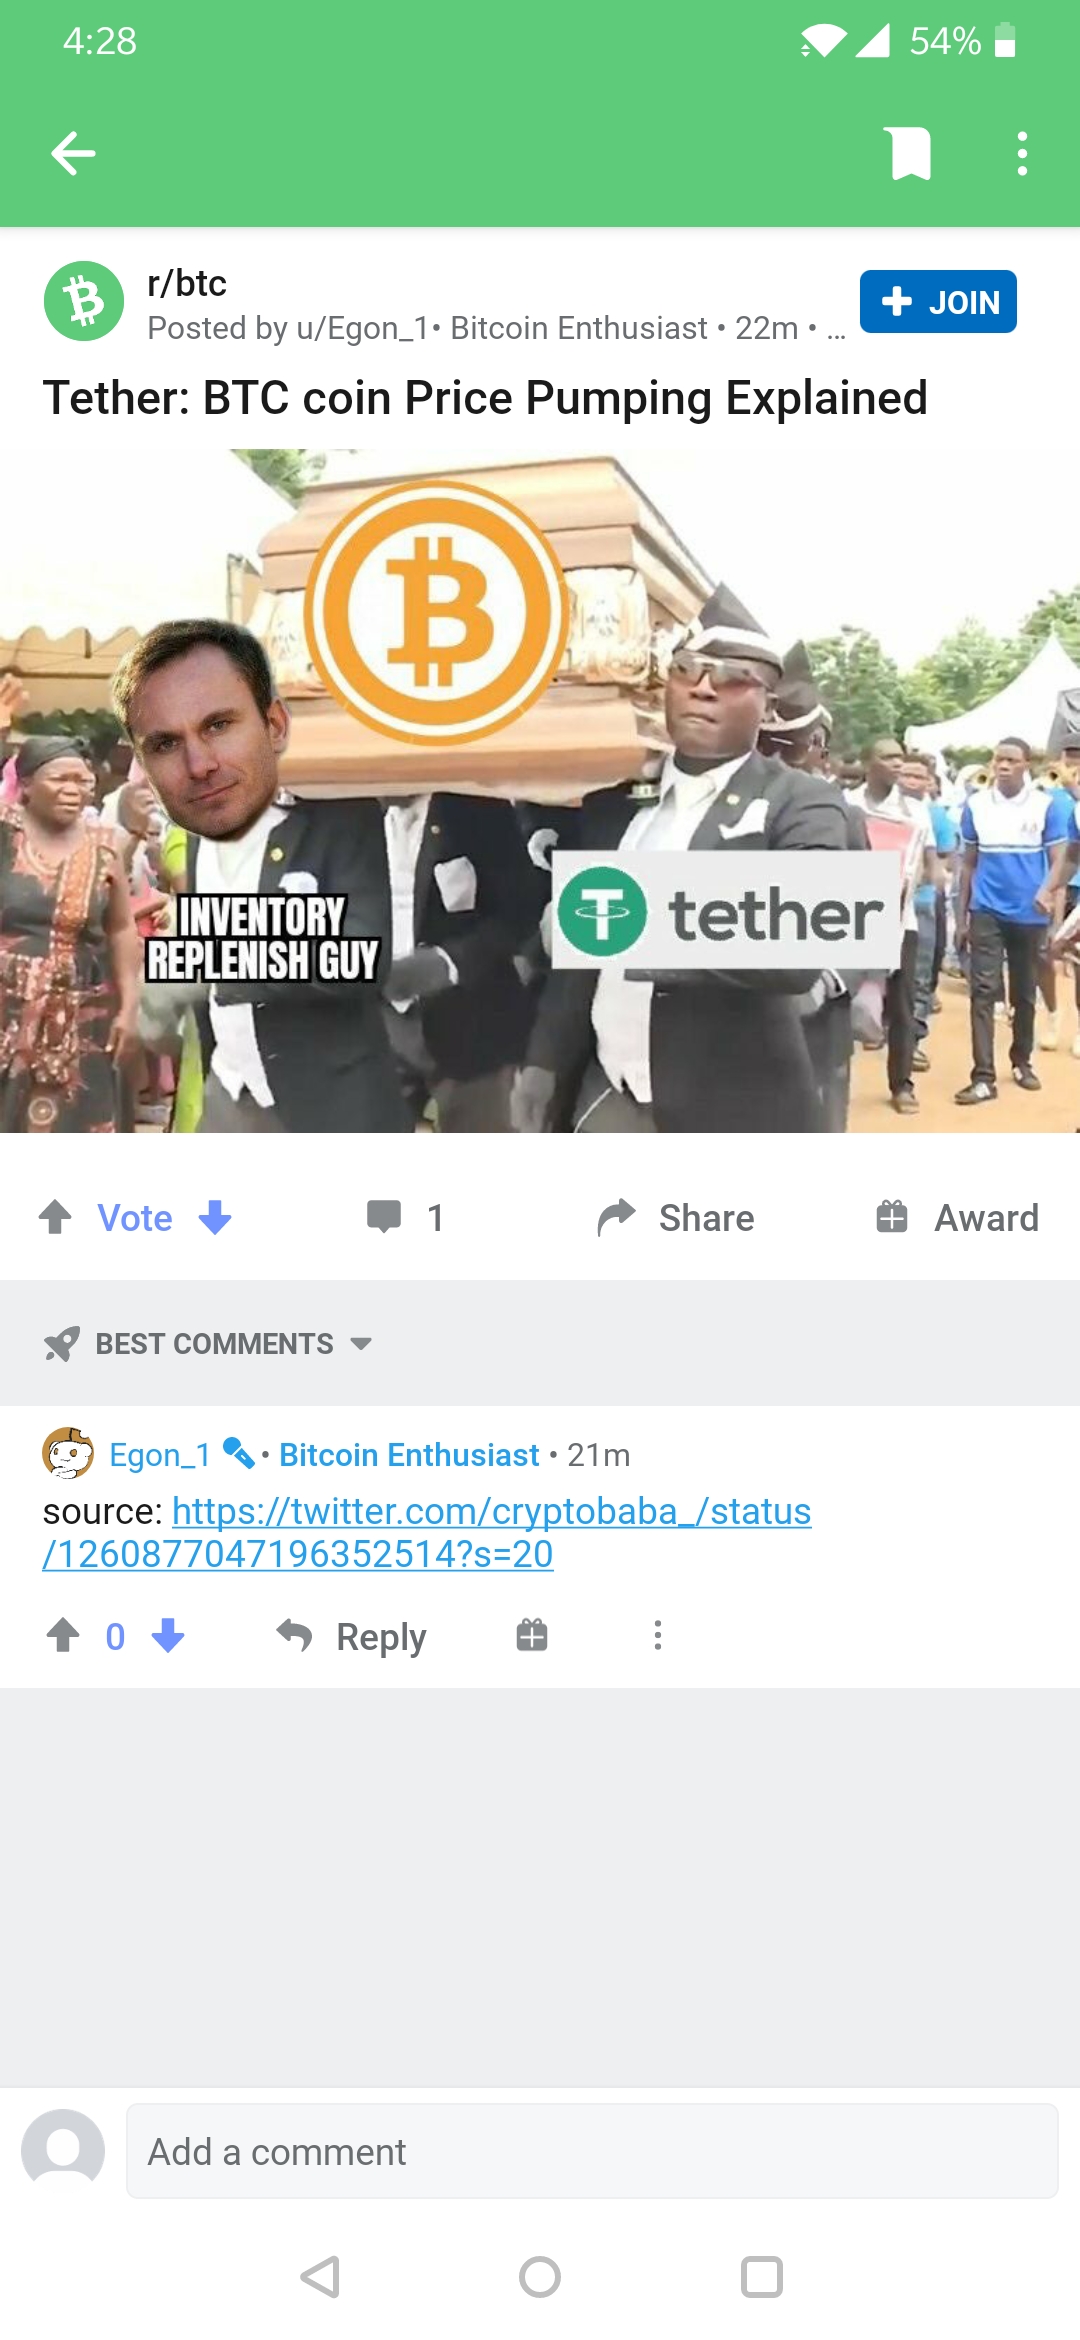 4:28
54%
r/btc
Posted by u/Egon_1• Bitcoin Enthusiast • 22m • ...
JOIN
Tether: BTC coin Price Pumping Explained
INVENTORY
REPLENISH GUY
tether
Vote
1
Share
Award
BEST COMMENTS
Egon_1 • Bitcoin Enthusiast • 21m
source: https://twitter.com/cryptobaba_/status
/1260877047196352514?s=20
0
Reply
Add a comment